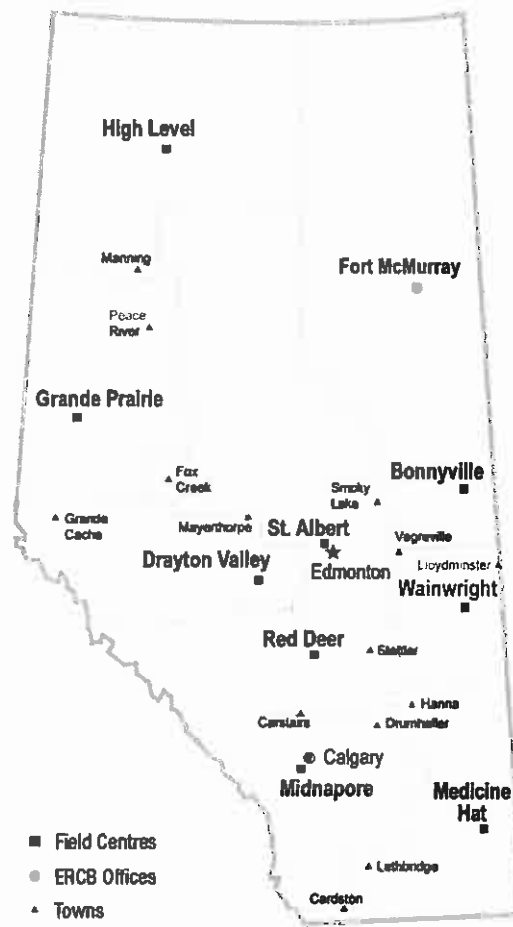 High Level
Manning
Fort McMurray
Peace
River
Grande Prairie
Fox
Creek
Smoky
Lake
Bonnyville
Grande
Cache
Mayerthorpe
St. Albert
Vegreville
Drayton Valley
Edmonton
Lloydminster
Wainwright
Red Deer
Stettler
Hanna
Carstairs
Drumheller
Calgary
Midnapore
Medicine
Hat
Field Centres
ERCB Offices
Lethbridge
Towns
Cardston